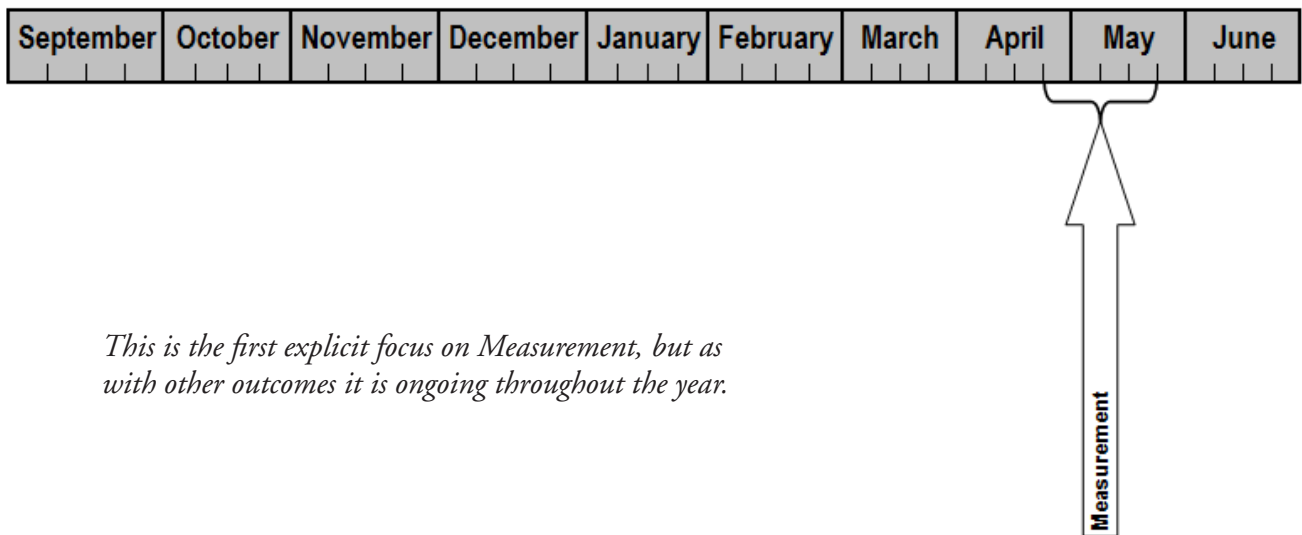 September October November December January February March April May June
This is the first explicit focus on Measurement, but as
with other outcomes it is ongoing throughout the year.
Measurement